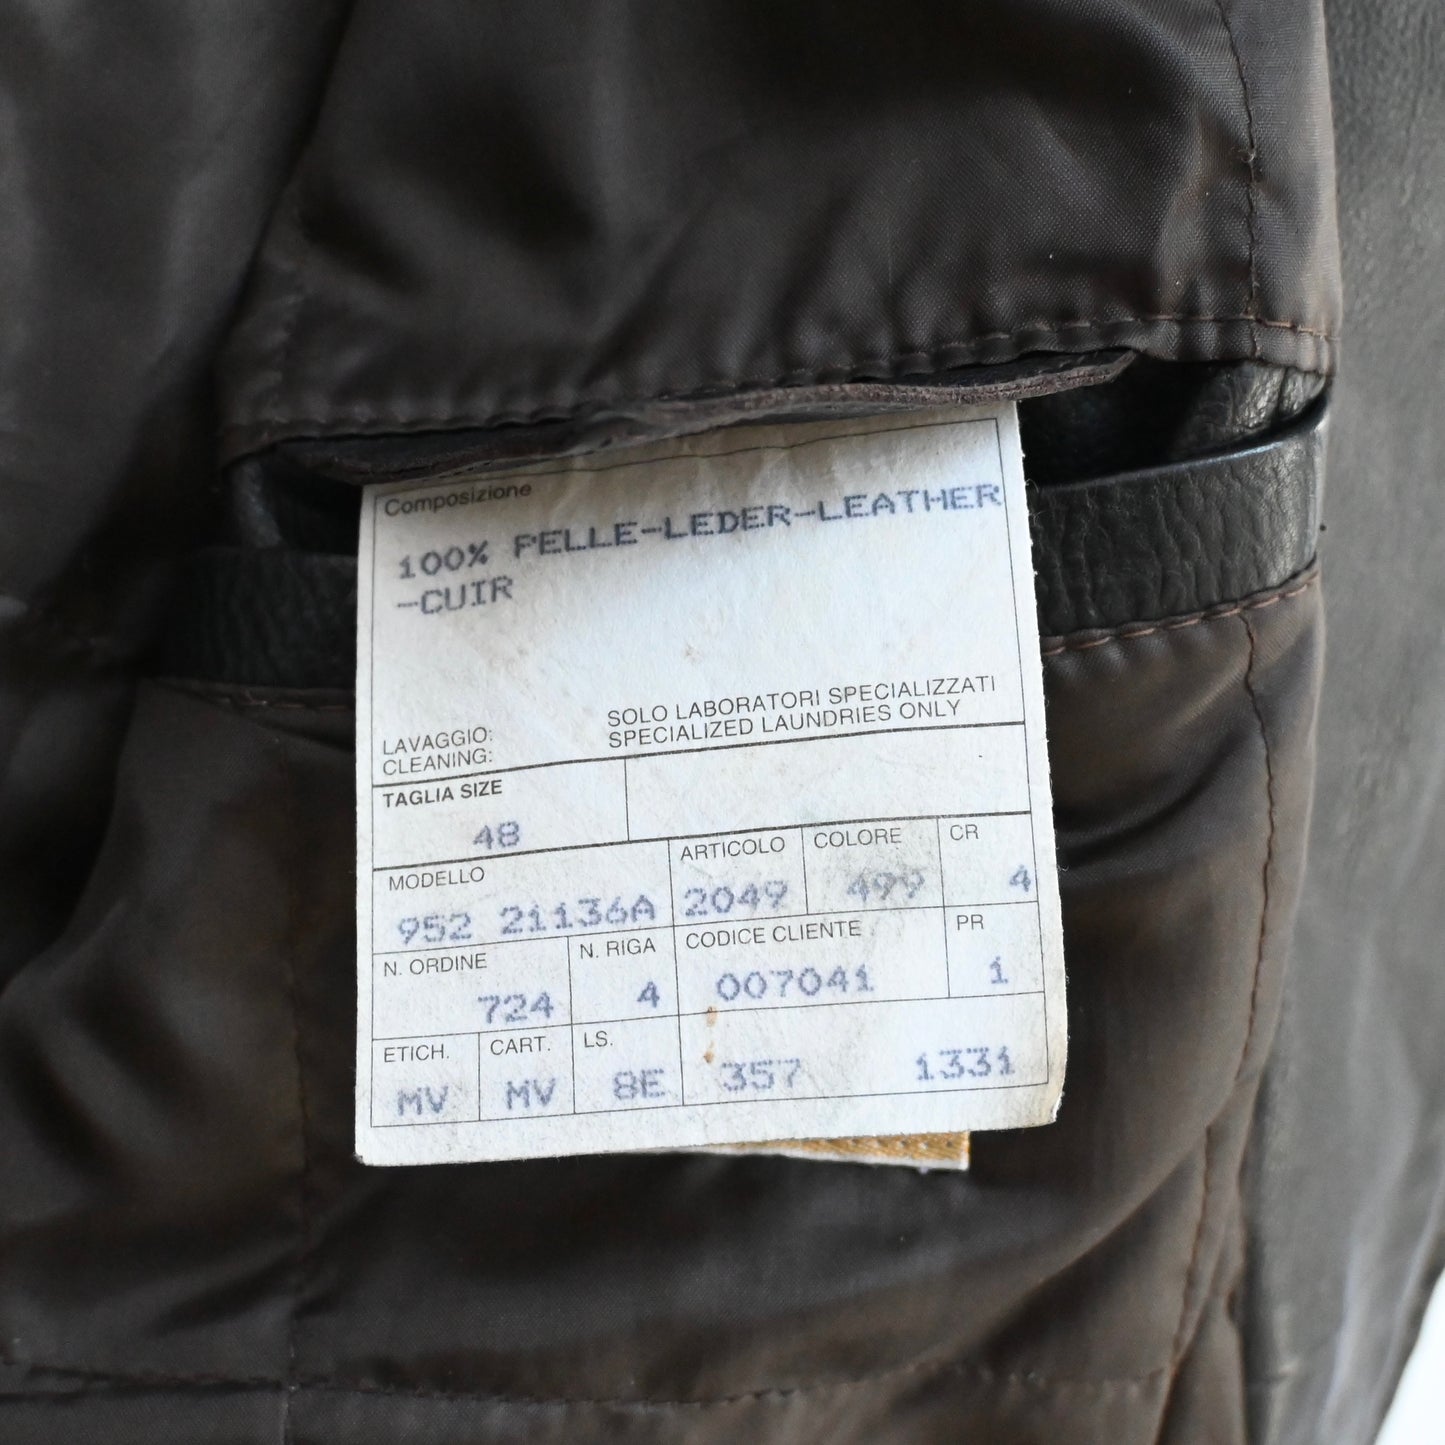 Composizione
100% PELLE-LEDER-LEATHER
-CUIR
LAVAGGIO: SOLO LABORATORI SPECIALIZZATI
CLEANING: SPECIALIZED LAUNDRIES ONLY
TAGLIA SIZE
48
MODELLO ARTICOLO COLORE CR
952 21136A 2049 499 4
N. ORDINE N. RIGA CODICE CLIENTE PR
724 4 007041 1
ETICH. CART. LS.
MV MV 8E 357 1331